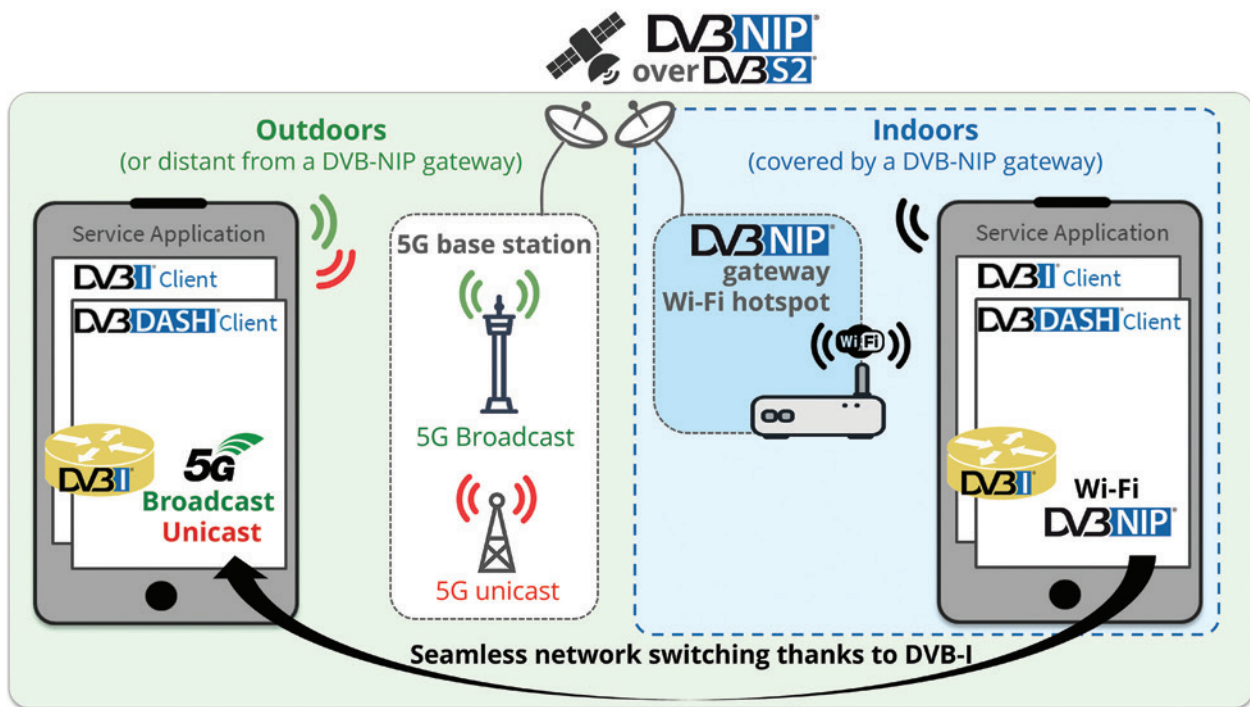 DVB NIP®
over DVB S2®
Outdoors
(or distant from a DVB-NIP gateway)
Indoors
(covered by a DVB-NIP gateway)
Service Application
DVB I® Client
DVB DASH® Client
DVB I®
5G
Broadcast
Unicast
5G base station
5G Broadcast
5G unicast
DVB NIP®
gateway
Wi-Fi hotspot
Wi Fi
Service Application
DVB I® Client
DVB DASH® Client
DVB I®
Wi-Fi
DVB NIP®
Seamless network switching thanks to DVB-I